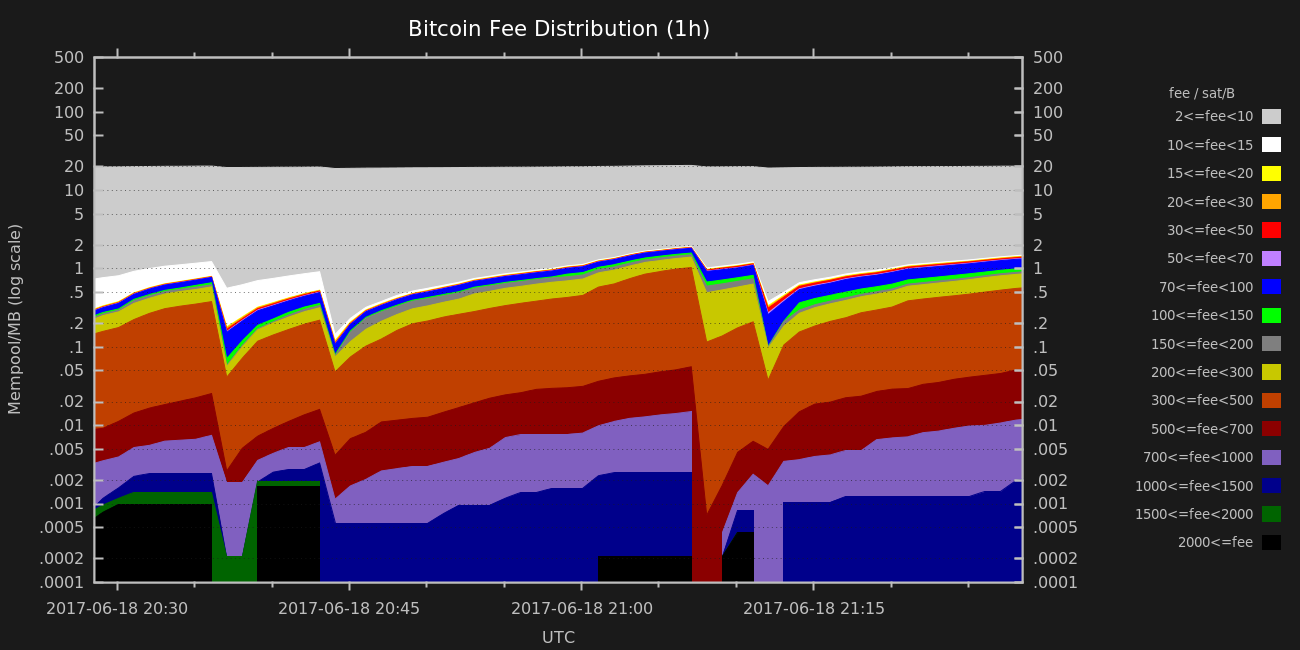 Bitcoin Fee Distribution (1h)
Mempool/MB (log scale)
500
200
100
50
20
10
5
2
1
.5
.2
.1
.05
.02
.01
.005
.002
.001
.0005
.0002
.0001
500
200
100
50
20
10
5
2
1
.5
.2
.1
.05
.02
.01
.005
.002
.001
.0005
.0002
.0001
2017-06-18 20:30
2017-06-18 20:45
2017-06-18 21:00
2017-06-18 21:15
UTC
fee / sat/B
2<=fee<10
10<=fee<15
15<=fee<20
20<=fee<30
30<=fee<50
50<=fee<70
70<=fee<100
100<=fee<150
150<=fee<200
200<=fee<300
300<=fee<500
500<=fee<700
700<=fee<1000
1000<=fee<1500
1500<=fee<2000
2000<=fee